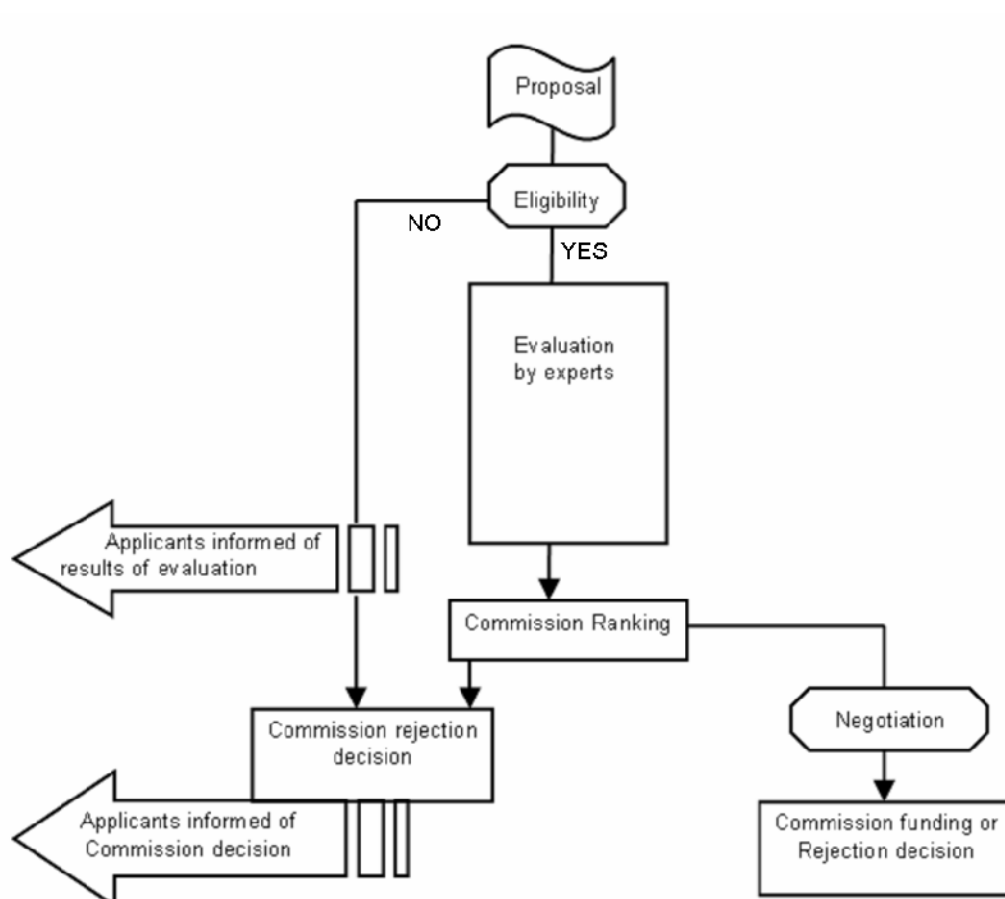 Proposal
Eligibility
NO
YES
Evaluation
by experts
Applicants informed of
results of evaluation
Commission Ranking
Commission rejection
decision
Negotiation
Applicants informed of
Commission decision
Commission funding or
Rejection decision